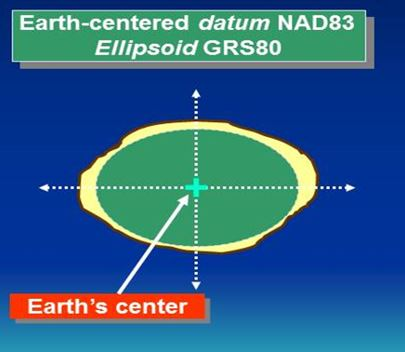 Earth-centered datum NAD83
Ellipsoid GRS80
Earth's center